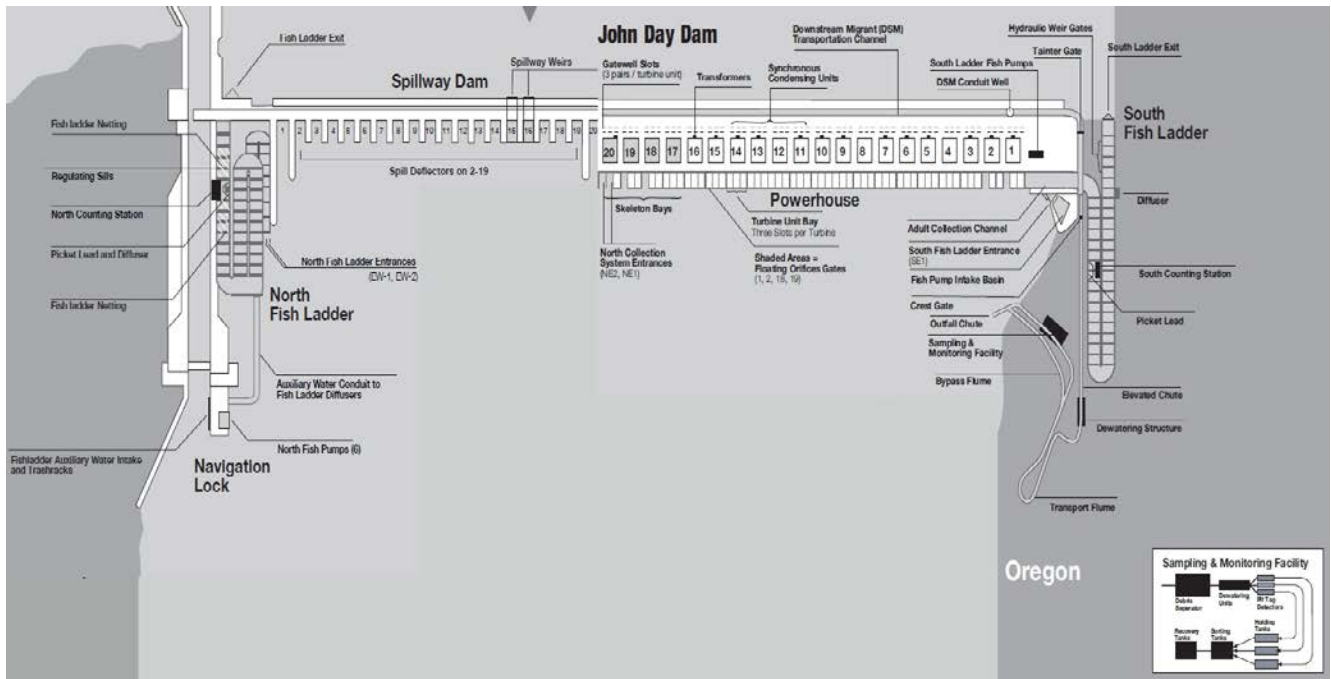 John Day Dam
Spillway Dam
Fish Ladder Exit
Spillway Weirs
Gatewell Slots
(3 pairs / turbine unit)
Transformers
Synchronous
Condensing Units
Downstream Migrant (DSM)
Transportation Channel
South Ladder Fish Pumps
DSM Conduit Well
Hydraulic Weir Gates
Tainter Gate
South Ladder Exit
South
Fish Ladder
Fish ladder Netting
Regulating Sills
North Counting Station
Picket Lead and Diffuser
Fish ladder Netting
1 2 3 4 5 6 7 8 9 10 11 12 13 14 15 16 17 18 19 20
Spill Deflectors on 2-19
20 19 18 17 16 15 14 13 12 11 10 9 8 7 6 5 4 3 2 1
Skeleton Bays
North Collection
System Entrances
(NE2, NE1)
Powerhouse
Turbine Unit Bay
Three Slots per Turbine
Shaded Areas =
Floating Orifices Gates
(1, 2, 18, 19)
Adult Collection Channel
South Fish Ladder Entrance
(SE1)
Fish Pump Intake Basin
Diffuser
South Counting Station
Picket Lead
Crest Gate
Outfall Chute
Sampling &
Monitoring Facility
Bypass Flume
Elevated Chute
Dewatering Structure
Transport Flume
North Fish Ladder Entrances
(EW-1, EW-2)
North
Fish Ladder
Auxiliary Water Conduit to
Fish Ladder Diffusers
North Fish Pumps (6)
Fishladder Auxiliary Water Intake
and Trashracks
Navigation
Lock
Oregon
Sampling & Monitoring Facility
Debris
Separator
Dewatering
Units
Tag
Detectors
Holding
Tanks
Recovery
Tanks
Sorting
Tanks